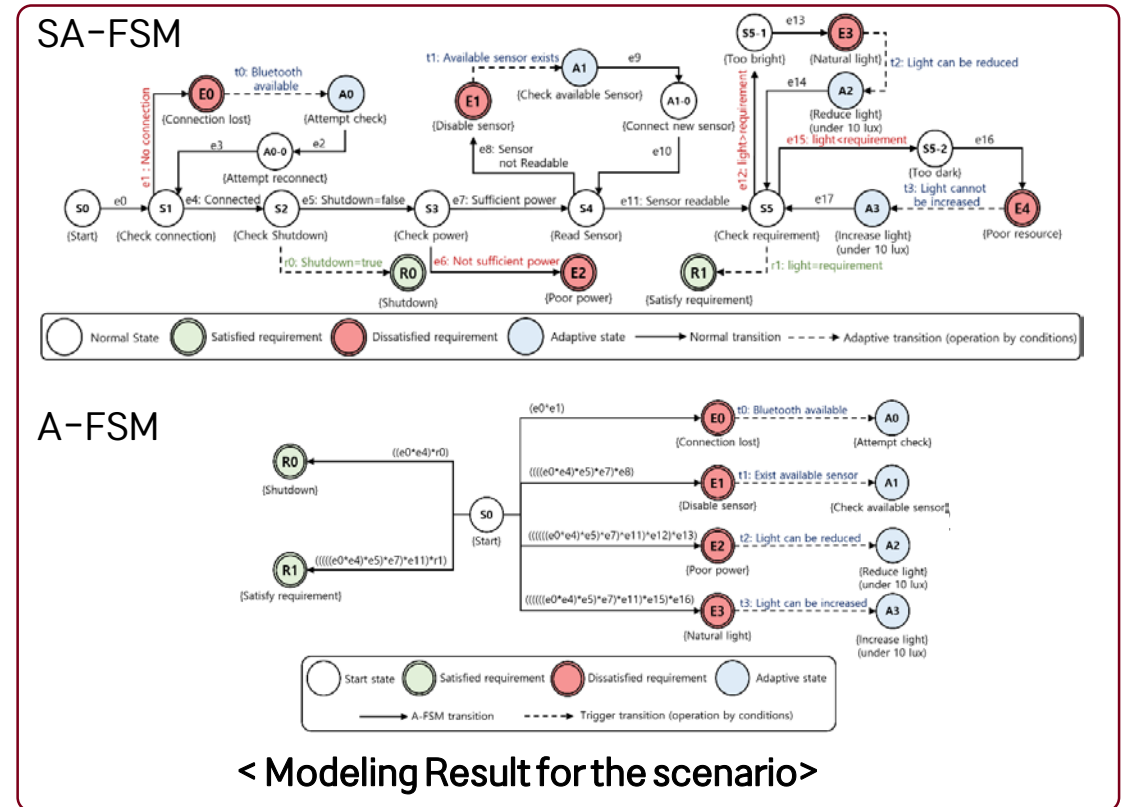 SA-FSM
e13
S5-1
E3
{Too bright}
{Natural light}
t2: Light can be reduced
t1: Available sensor exists
A1
e9
{Check available Sensor}
t0: Bluetooth
available
E0
A0
{Connection lost}
{Attempt check}
E1
{Disable sensor}
A1-0
{Connect new sensor}
e14
A2
{Reduce light}
(under 10 lux)
e1 : No connection
e3
A0-0
e2
{Attempt reconnect}
e8: Sensor
not Readable
e10
e12: light>requirement
e15: light<requirement
S5-2
e16
{Too dark}
t3: Light cannot
be increased
S0
e0
S1
e4: Connected
S2
e5: Shutdown=false
S3
e7: Sufficient power
S4
e11: Sensor readable
S5
e17
A3
E4
{Start}
{Check connection}
{Check Shutdown}
{Check power}
{Read Sensor}
{Check requirement}
{Increase light}
(under 10 lux)
{Poor resource}
r0: Shutdown=true
R0
{Shutdown}
e6: Not sufficient power
E2
{Poor power}
R1
r1: light=requirement
{Satisfy requirement}
Normal State
Satisfied requirement
Dissatisfied requirement
Adaptive state
Normal transition
Adaptive transition (operation by conditions)
A-FSM
(e0*e1)
E0
t0: Bluetooth available
A0
{Connection lost}
{Attempt check}
R0
((e0*e4)*r0)
{Shutdown}
((((e0*e4)*e5)*e7)*e8)
E1
t1: Exist available sensor
A1
{Disable sensor}
{Check available sensor}
S0
{Start}
((((((e0*e4)*e5)*e7)*e11)*e12)*e13)
E2
t2: Light can be reduced
A2
{Poor power}
{Reduce light}
(under 10 lux)
R1
(((((e0*e4)*e5)*e7)*e11)*r1)
{Satisfy requirement}
((((((e0*e4)*e5)*e7)*e11)*e15)*e16)
E3
t3: Light can be increased
A3
{Natural light}
{Increase light}
(under 10 lux)
Start state
Satisfied requirement
Dissatisfied requirement
Adaptive state
A-FSM transition
Trigger transition (operation by conditions)
< Modeling Result for the scenario>